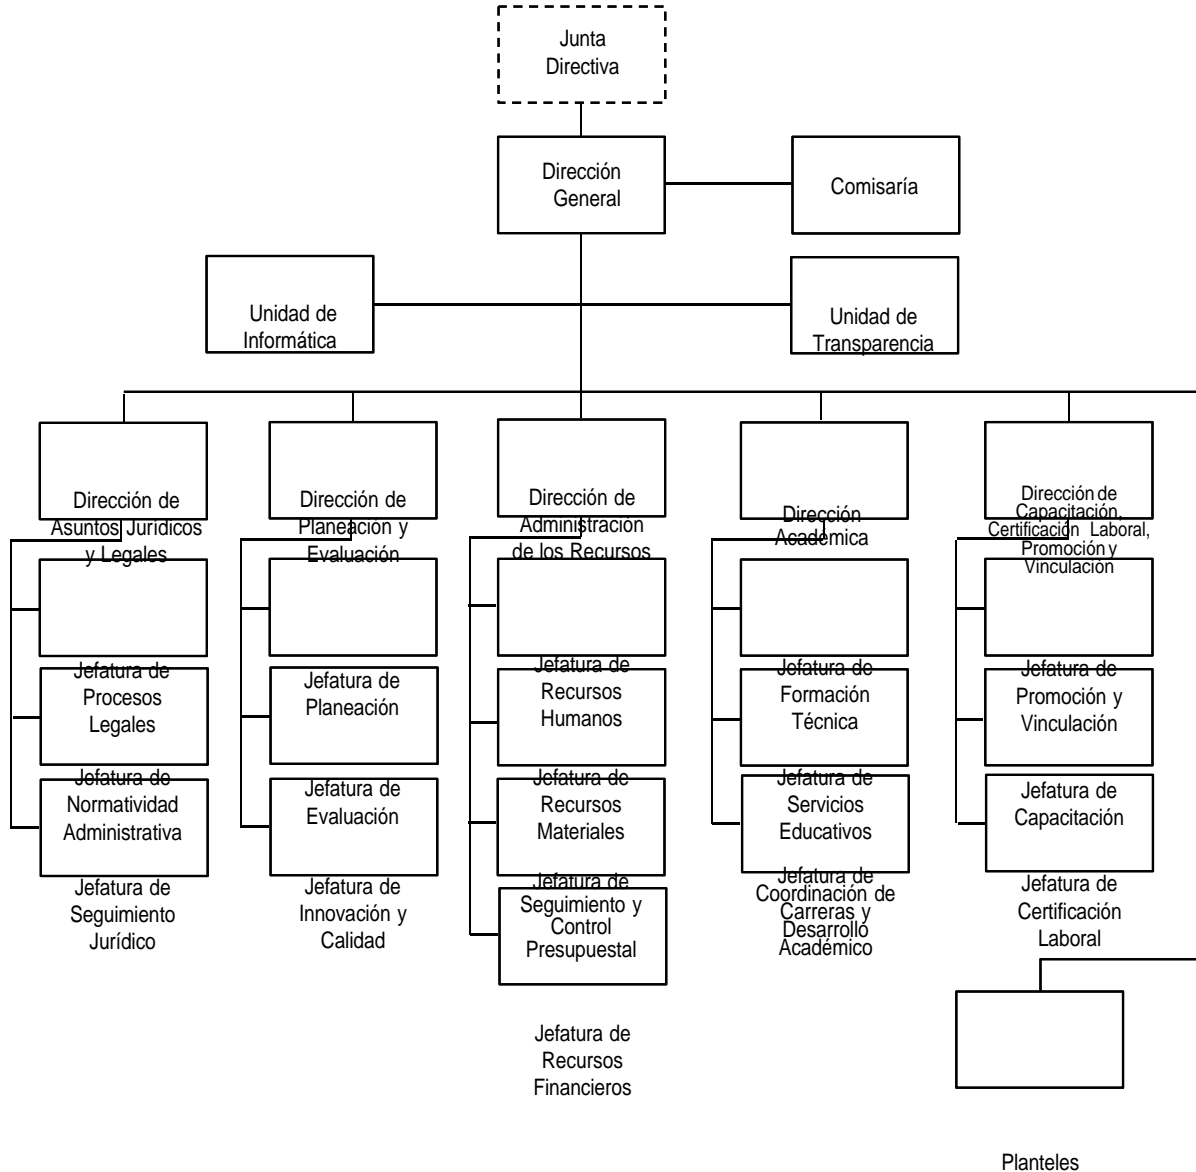 Junta
Directiva
Dirección
General
Comisaría
Unidad de
Informática
Unidad de
Transparencia
Dirección de
Asuntos Jurídicos
y Legales
Dirección de
Planeación y
Evaluación
Dirección de
Administración
de los Recursos
Dirección
Académica
Dirección de
Capacitación,
Certificación Laboral,
Promoción y
Vinculación
Jefatura de
Procesos
Legales
Jefatura de
Planeación
Jefatura de
Recursos
Humanos
Jefatura de
Formación
Técnica
Jefatura de
Promoción y
Vinculación
Jefatura de
Normatividad
Administrativa
Jefatura de
Evaluación
Jefatura de
Recursos
Materiales
Jefatura de
Servicios
Educativos
Jefatura de
Capacitación
Jefatura de
Seguimiento
Jurídico
Jefatura de
Innovación y
Calidad
Jefatura de
Seguimiento y
Control
Presupuestal
Jefatura de
Coordinación de
Carreras y
Desarrollo
Académico
Jefatura de
Certificación
Laboral
Jefatura de
Recursos
Financieros
Planteles